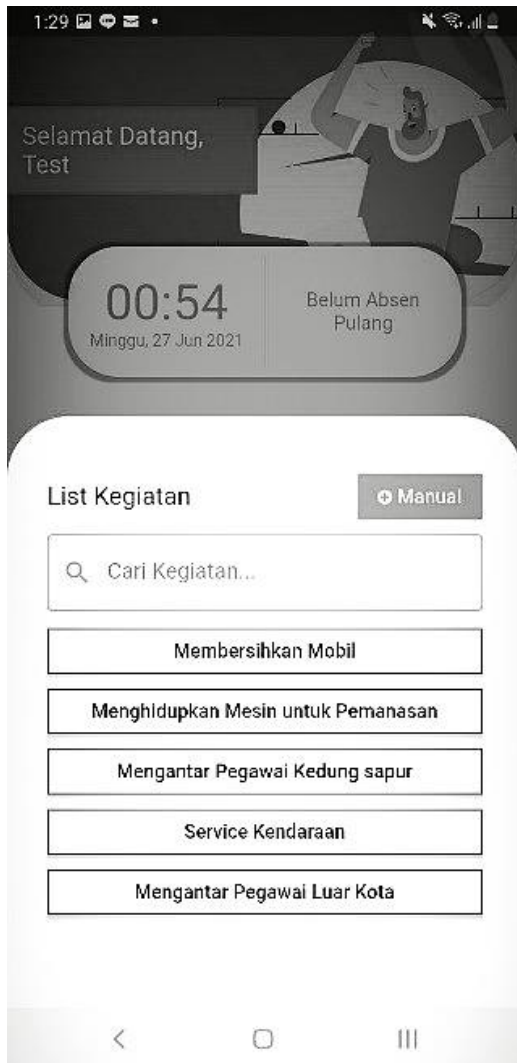 1:29
Selamat Datang,
Test
00:54
Minggu, 27 Jun 2021
Belum Absen
Pulang
List Kegiatan
Manual
Cari Kegiatan...
Membersihkan Mobil
Menghidupkan Mesin untuk Pemanasan
Mengantar Pegawai Kedung sapur
Service Kendaraan
Mengantar Pegawai Luar Kota